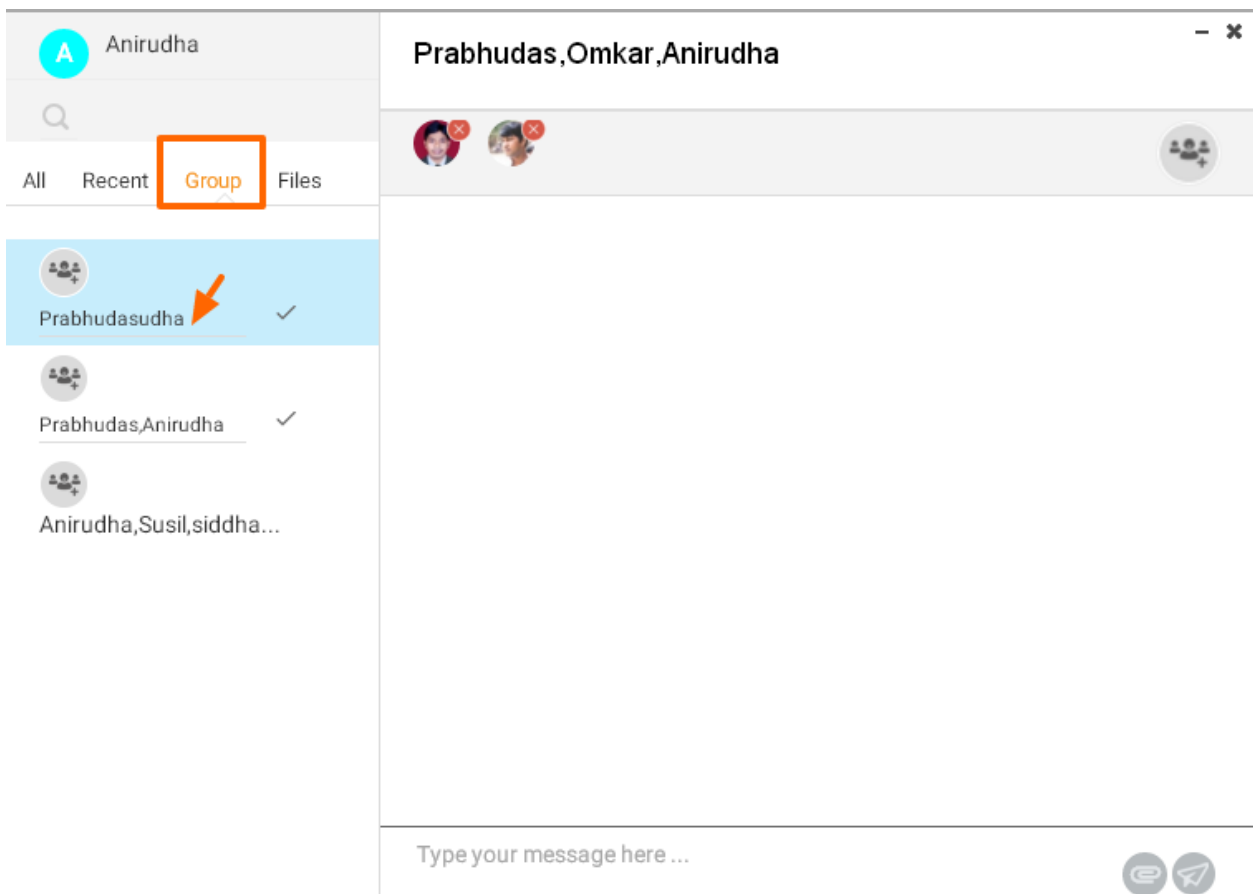 A
Anirudha
All Recent Group Files
Prabhudasudha
Prabhudas,Anirudha
Anirudha,Susil,siddha...
Prabhudas,Omkar,Anirudha
Type your message here ...